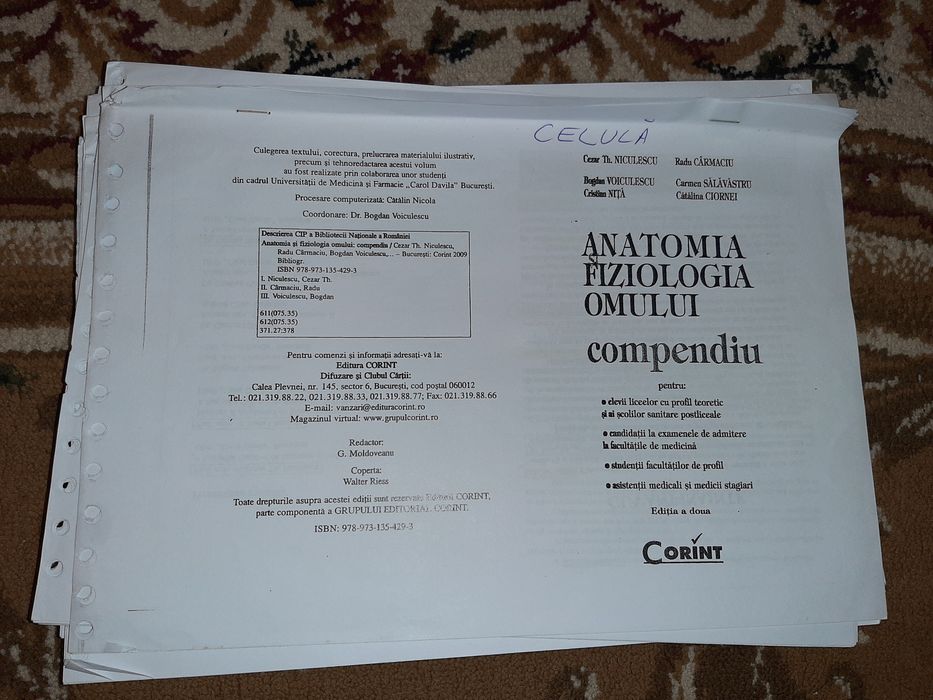 Culegerea textului, corectura, prelucrarea materialului ilustrativ,
precum și tehnoredactarea acestui volum
au fost realizate prin colaborarea unor studenți
din cadrul Universității de Medicină și Farmacie „Carol Davila" București.
Procesare computerizată: Cătălin Nicola
Coordonare: Dr. Bogdan Voiculescu
Descrierea CIP a Bibliotecii Naționale a României
Anatomia și fiziologia omului: compendiu / Cezar Th. Niculescu,
Radu Cârmaciu, Bogdan Voiculescu,... – București: Corint 2009
Bibliogr.
ISBN 978-973-135-429-3
I. Niculescu, Cezar Th.
II. Cârmaciu, Radu
III. Voiculescu, Bogdan
611(075.35)
612(075.35)
371.27:378
Pentru comenzi și informații adresați-vă la:
Editura CORINT
Difuzare și Clubul Cărții:
Calea Plevnei, nr. 145, sector 6, București, cod poștal 060012
Tel.: 021.319.88.22, 021.319.88.33, 021.319.88.77; Fax: 021.319.88.66
E-mail: vanzari@edituracorint.ro
Magazinul virtual: www.grupulcorint.ro
Redactor:
G. Moldoveanu
Coperta:
Walter Riess
Toate drepturile asupra acestei ediții sunt rezervate Editurii CORINT,
parte componentă a GRUPULUI EDITORIAL CORINT.
ISBN: 978-973-135-429-3
CELULĂ
Cezar Th. NICULESCU Radu CÂRMACIU
Bogdan VOICULESCU Carmen SĂLĂVĂSTRU
Cristian NIȚĂ Cătălina CIORNEI
ANATOMIA
ȘI
FIZIOLOGIA
OMULUI
compendiu
pentru:
• elevii liceelor cu profil teoretic
și ai școlilor sanitare postliceale
• candidații la examenele de admitere
la facultățile de medicină
• studenții facultăților de profil
• asistenții medicali și medicii stagiari
Ediția a doua
CORINT